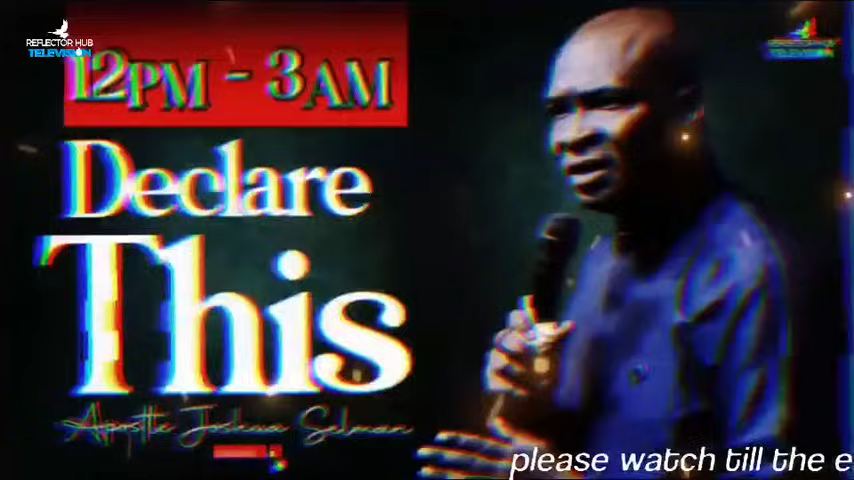 REFLECTOR HUB
TELEVISION
12PM - 3AM
Declare
This
Apostle Joshua Selman
please watch till the e